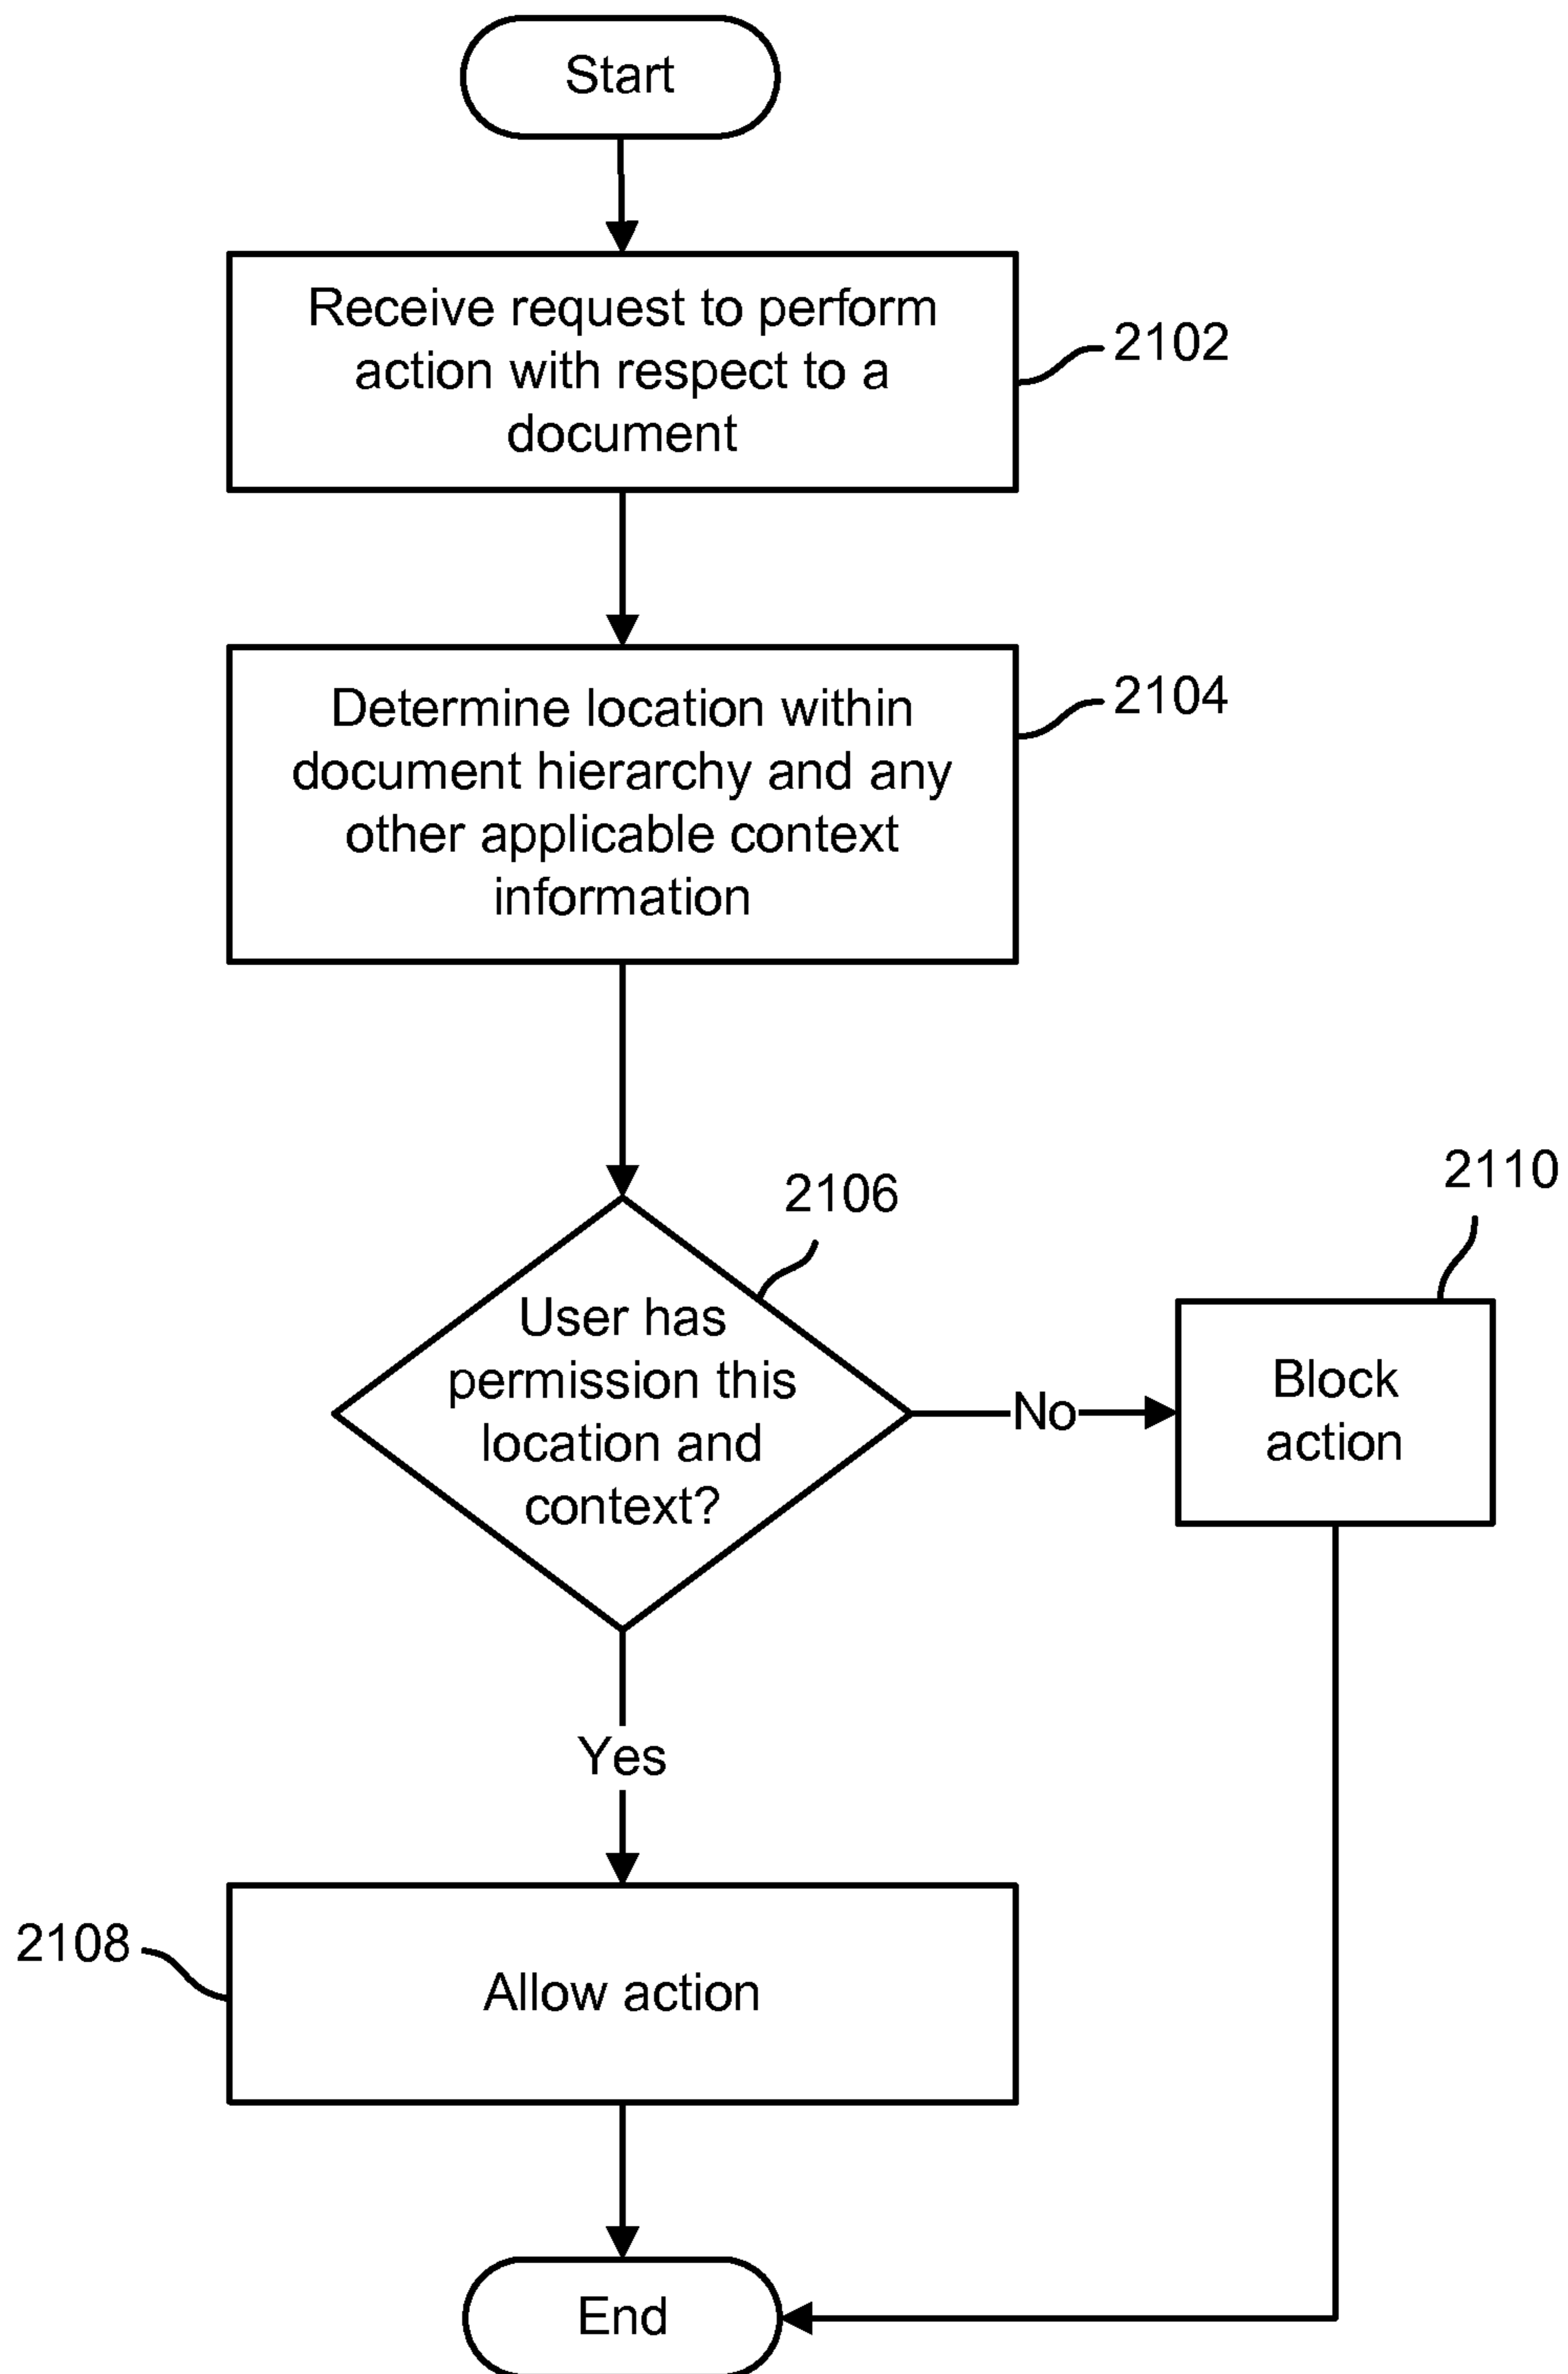 Start
Receive request to perform
action with respect to a
document
2102
Determine location within
document hierarchy and any
other applicable context
information
2104
2106
User has
permission this
location and
context?
No
2110
Block
action
Yes
2108
Allow action
End